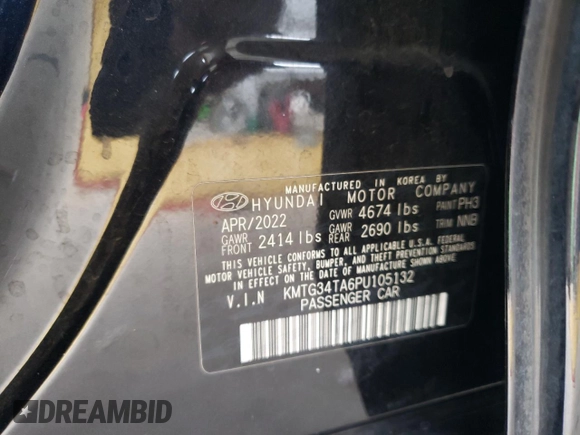 MANUFACTURED IN KOREA BY
HYUNDAI MOTOR COMPANY
APR/2022 GVWR 4674 lbs PAINT PH3
GAWR FRONT 2414 lbs GAWR REAR 2690 lbs TRIM NNB
THIS VEHICLE CONFORMS TO ALL APPLICABLE U.S.A. FEDERAL
MOTOR VEHICLE SAFETY, BUMPER, AND THEFT PREVENTION
STANDARDS IN EFFECT ON THE DATE OF MANUFACTURE SHOWN ABOVE.
V.I.N KMTG34TA6PU105132
PASSENGER CAR
DREAMBID